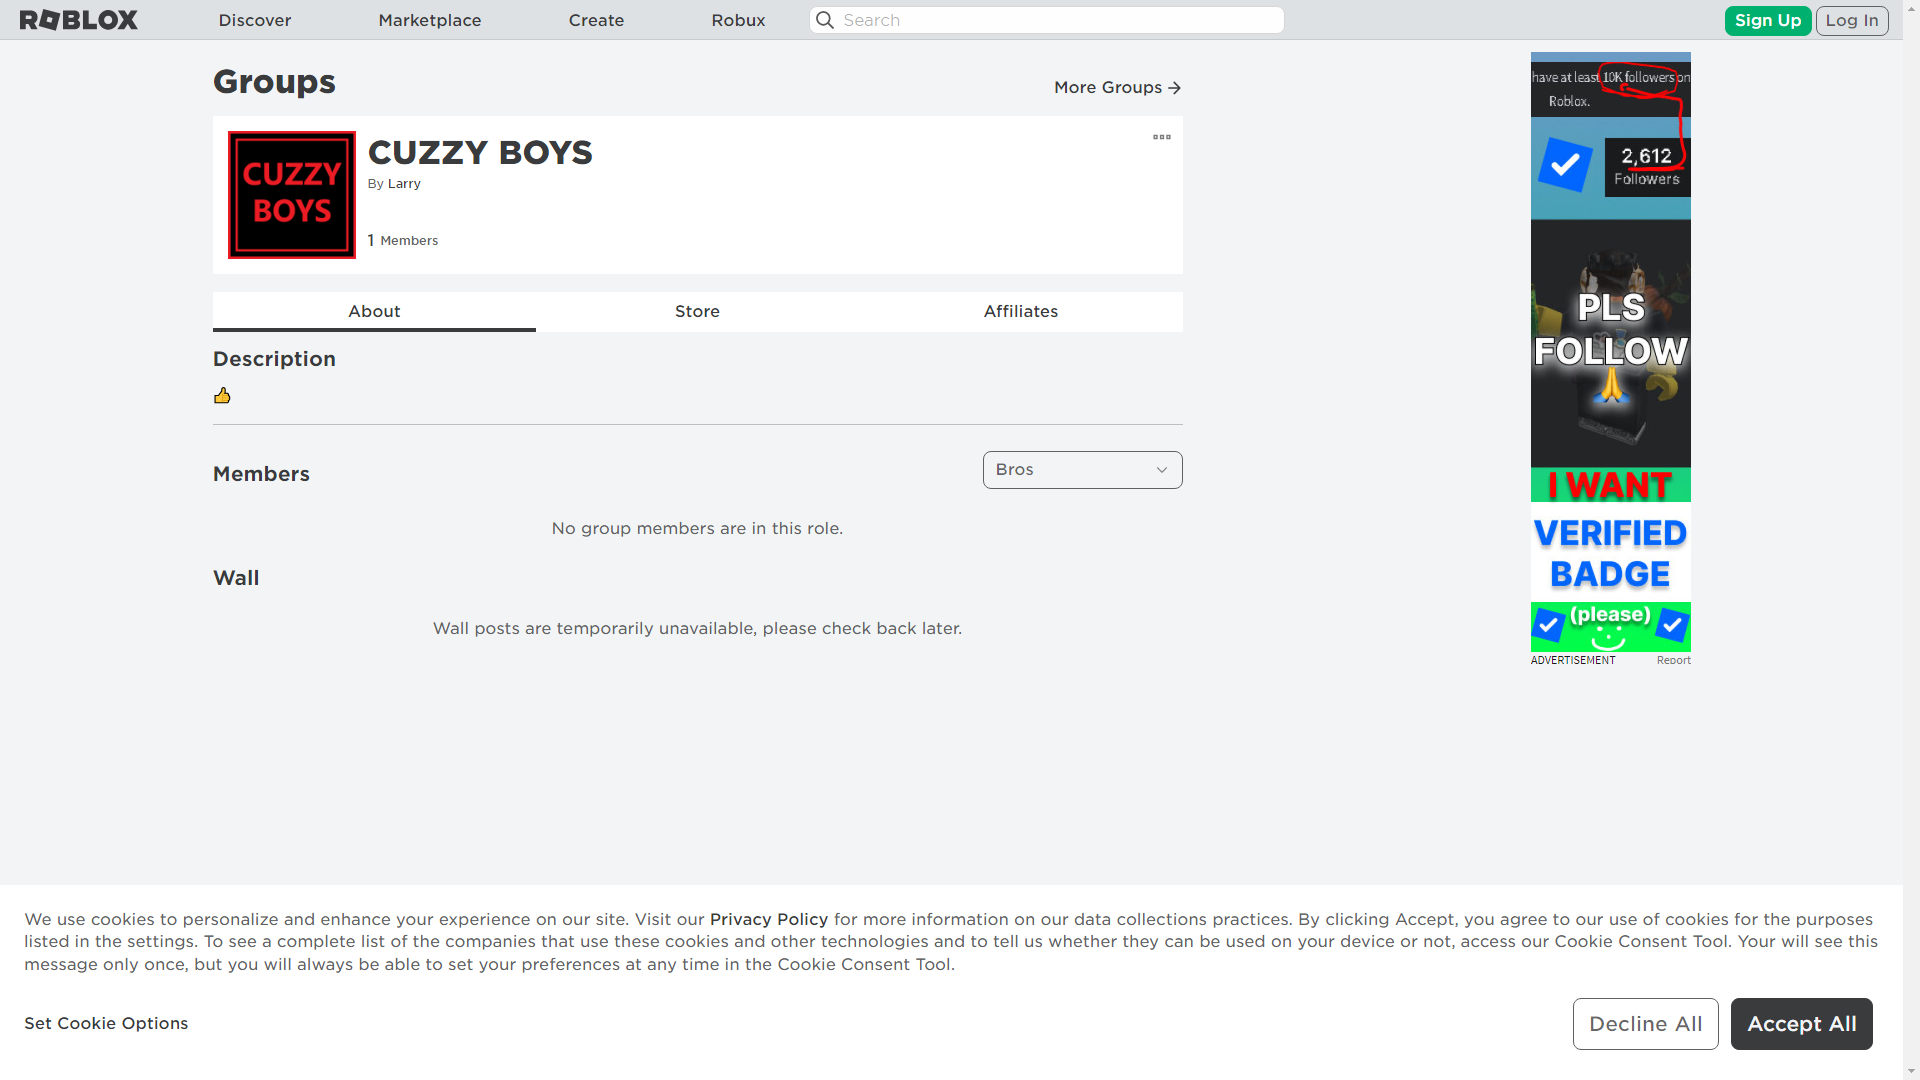 ROBLOX
Discover
Marketplace
Create
Robux
Search
Sign Up
Log In
Groups
More Groups
CUZZY
BOYS
CUZZY BOYS
By Larry
1 Members
About
Store
Affiliates
Description
Members
Bros
No group members are in this role.
Wall
Wall posts are temporarily unavailable, please check back later.
have at least 10K followers on
Roblox.
2,612
Followers
PLS
FOLLOW
I WANT
VERIFIED
BADGE
(please)
ADVERTISEMENT
Report
We use cookies to personalize and enhance your experience on our site. Visit our Privacy Policy for more information on our data collections practices. By clicking Accept, you agree to our use of cookies for the purposes
listed in the settings. To see a complete list of the companies that use these cookies and other technologies and to tell us whether they can be used on your device or not, access our Cookie Consent Tool. Your will see this
message only once, but you will always be able to set your preferences at any time in the Cookie Consent Tool.
Set Cookie Options
Decline All
Accept All